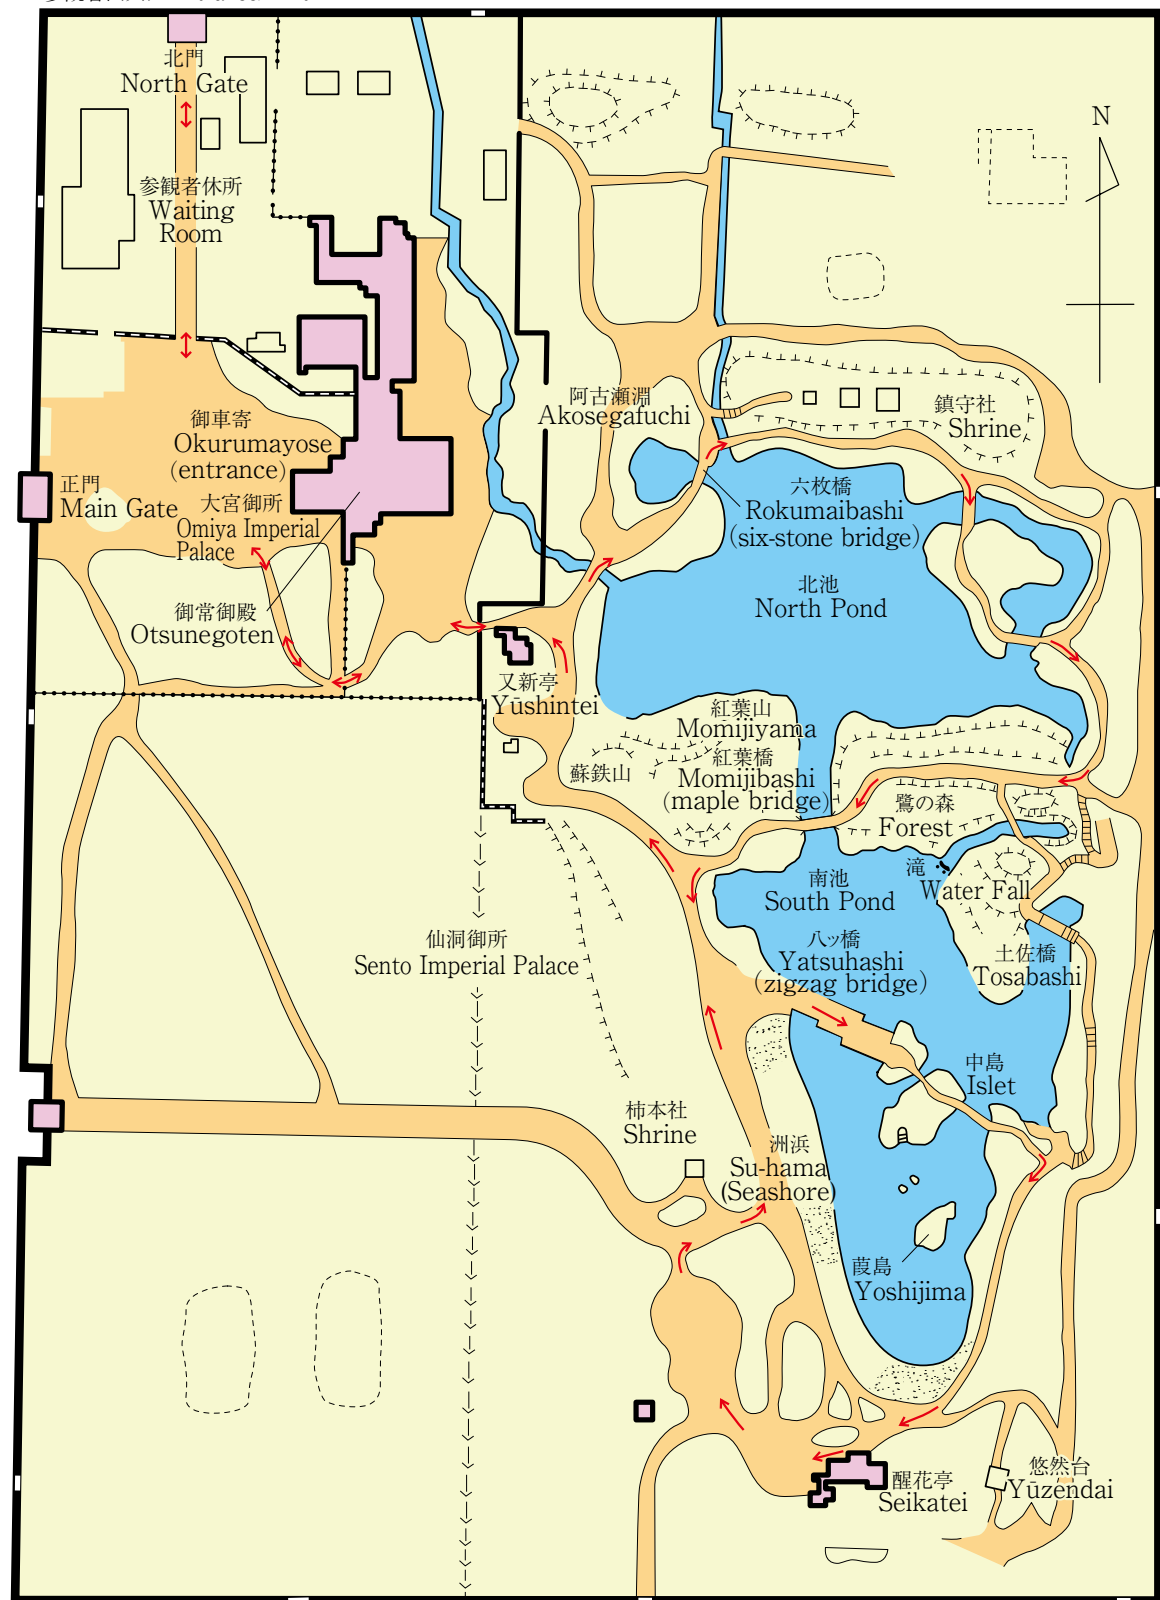 北門
North Gate
参観者休所
Waiting
Room
N
阿古瀬淵
Akosegafuchi
鎮守社
Shrine
御車寄
Okurumayose
(entrance)
正門
Main Gate
大宮御所
Omiya Imperial
Palace
六枚橋
Rokumaibashi
(six-stone bridge)
北池
North Pond
御常御殿
Otsunegoten
又新亭
Yūshintei
紅葉山
Momijiyama
蘇鉄山
紅葉橋
Momijibashi
(maple bridge)
鷺の森
Forest
滝
Water Fall
南池
South Pond
仙洞御所
Sento Imperial Palace
八ッ橋
Yatsuhashi
(zigzag bridge)
土佐橋
Tosabashi
中島
Islet
柿本社
Shrine
洲浜
Su-hama
(Seashore)
葭島
Yoshijima
醒花亭
Seikatei
悠然台
Yūzendai